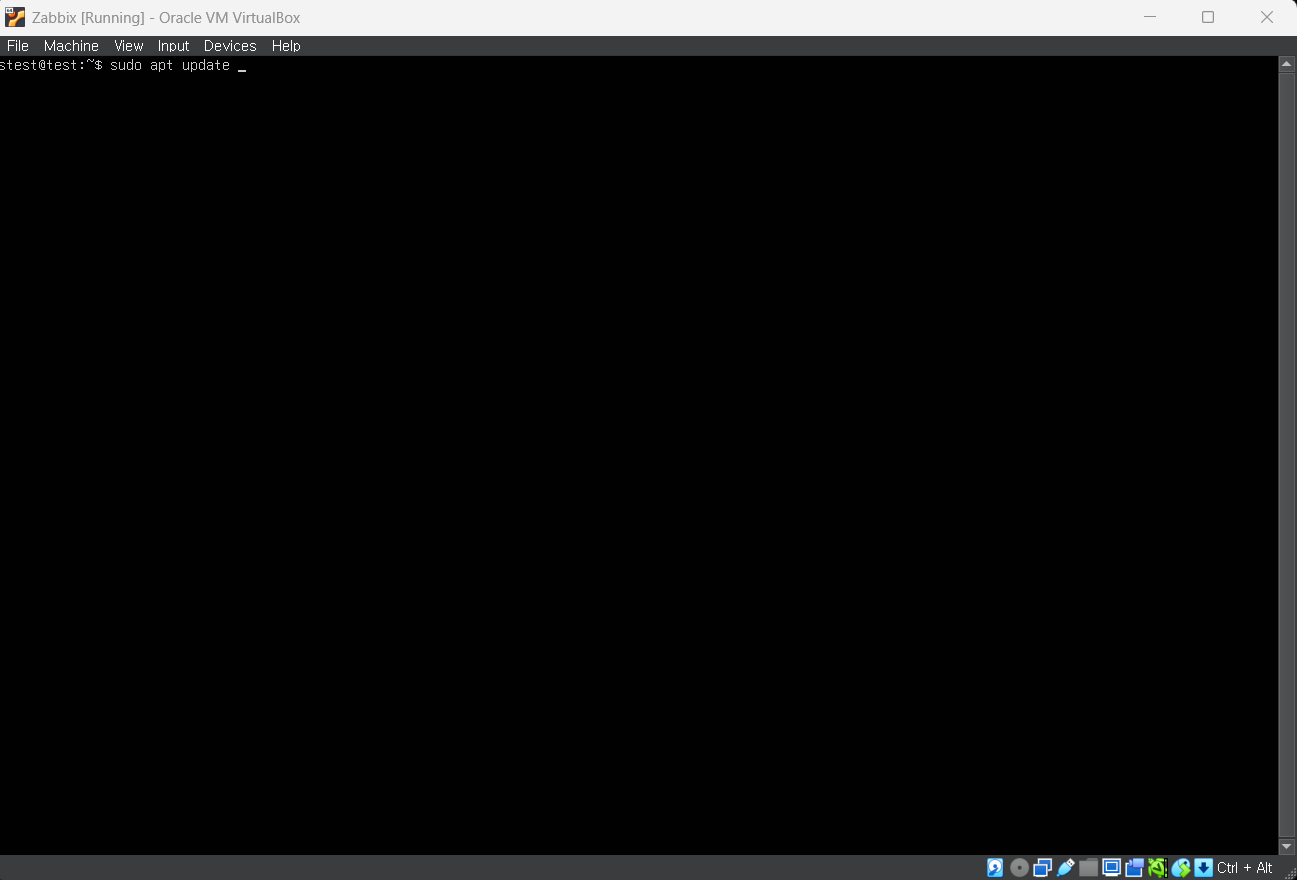 Zabbix [Running] - Oracle VM VirtualBox
File Machine View Input Devices Help
stest@test:~$ sudo apt update _
Ctrl + Alt